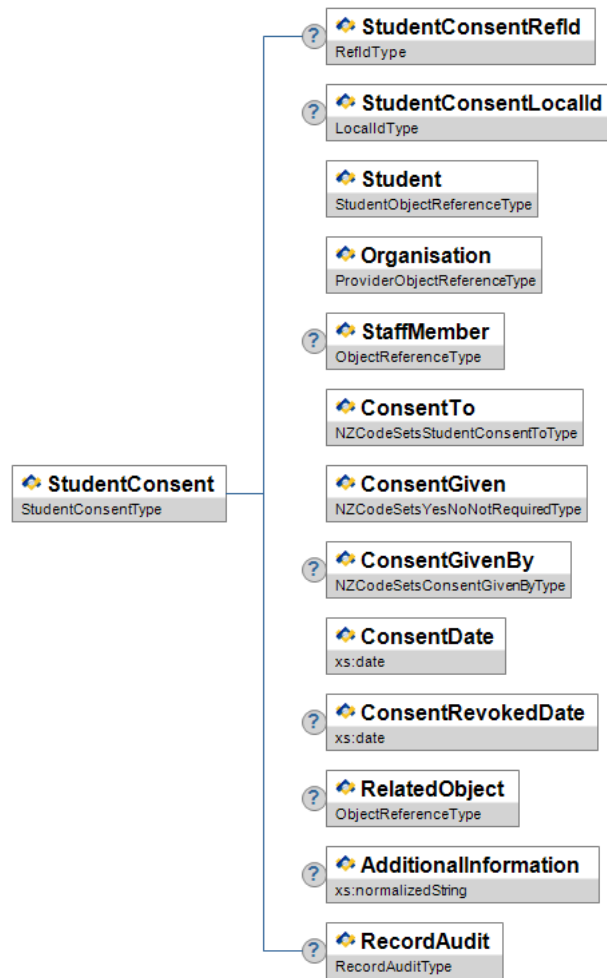 ? StudentConsentRefId
RefIdType
? StudentConsentLocalId
LocalIdType
Student
StudentObjectReferenceType
Organisation
ProviderObjectReferenceType
? StaffMember
ObjectReferenceType
ConsentTo
NZCodeSetsStudentConsentToType
StudentConsent
StudentConsentType
ConsentGiven
NZCodeSetsYesNoNotRequiredType
? ConsentGivenBy
NZCodeSetsConsentGivenByType
ConsentDate
xs:date
? ConsentRevokedDate
xs:date
? RelatedObject
ObjectReferenceType
? AdditionalInformation
xs:normalizedString
? RecordAudit
RecordAuditType